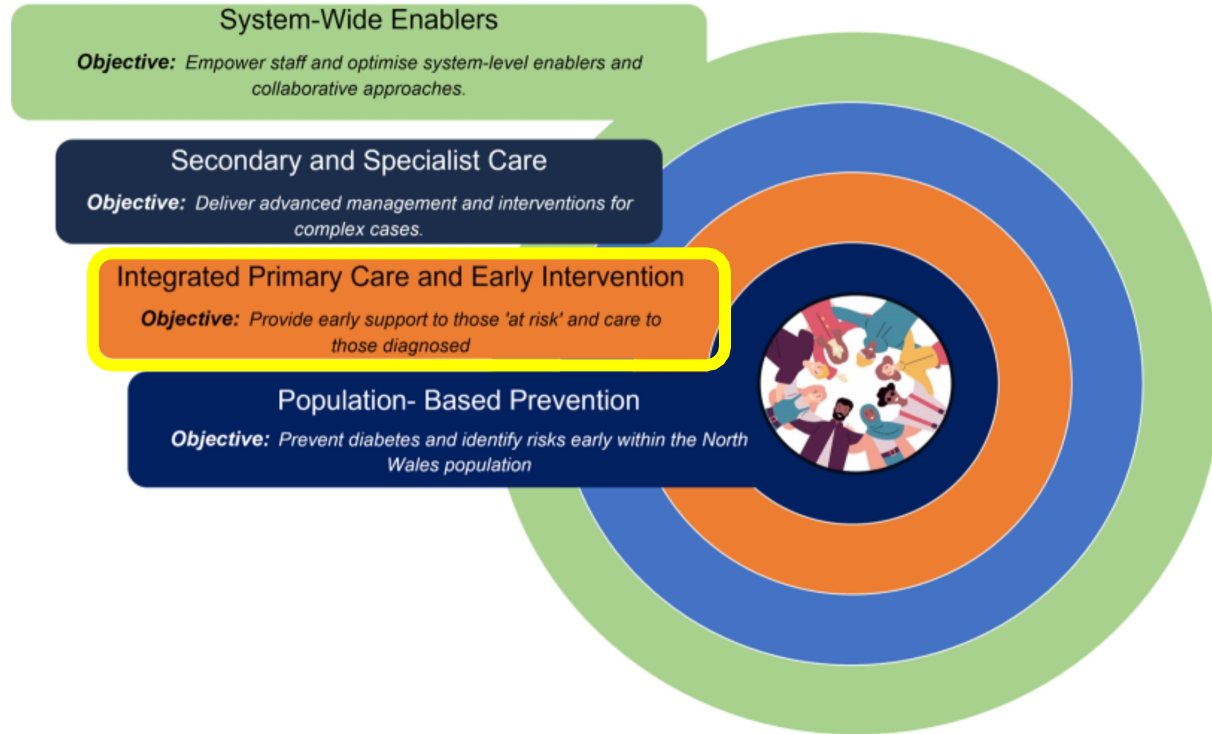 System-Wide Enablers
Objective: Empower staff and optimise system-level enablers and
collaborative approaches.
Secondary and Specialist Care
Objective: Deliver advanced management and interventions for
complex cases.
Integrated Primary Care and Early Intervention
Objective: Provide early support to those 'at risk' and care to
those diagnosed
Population- Based Prevention
Objective: Prevent diabetes and identify risks early within the North
Wales population